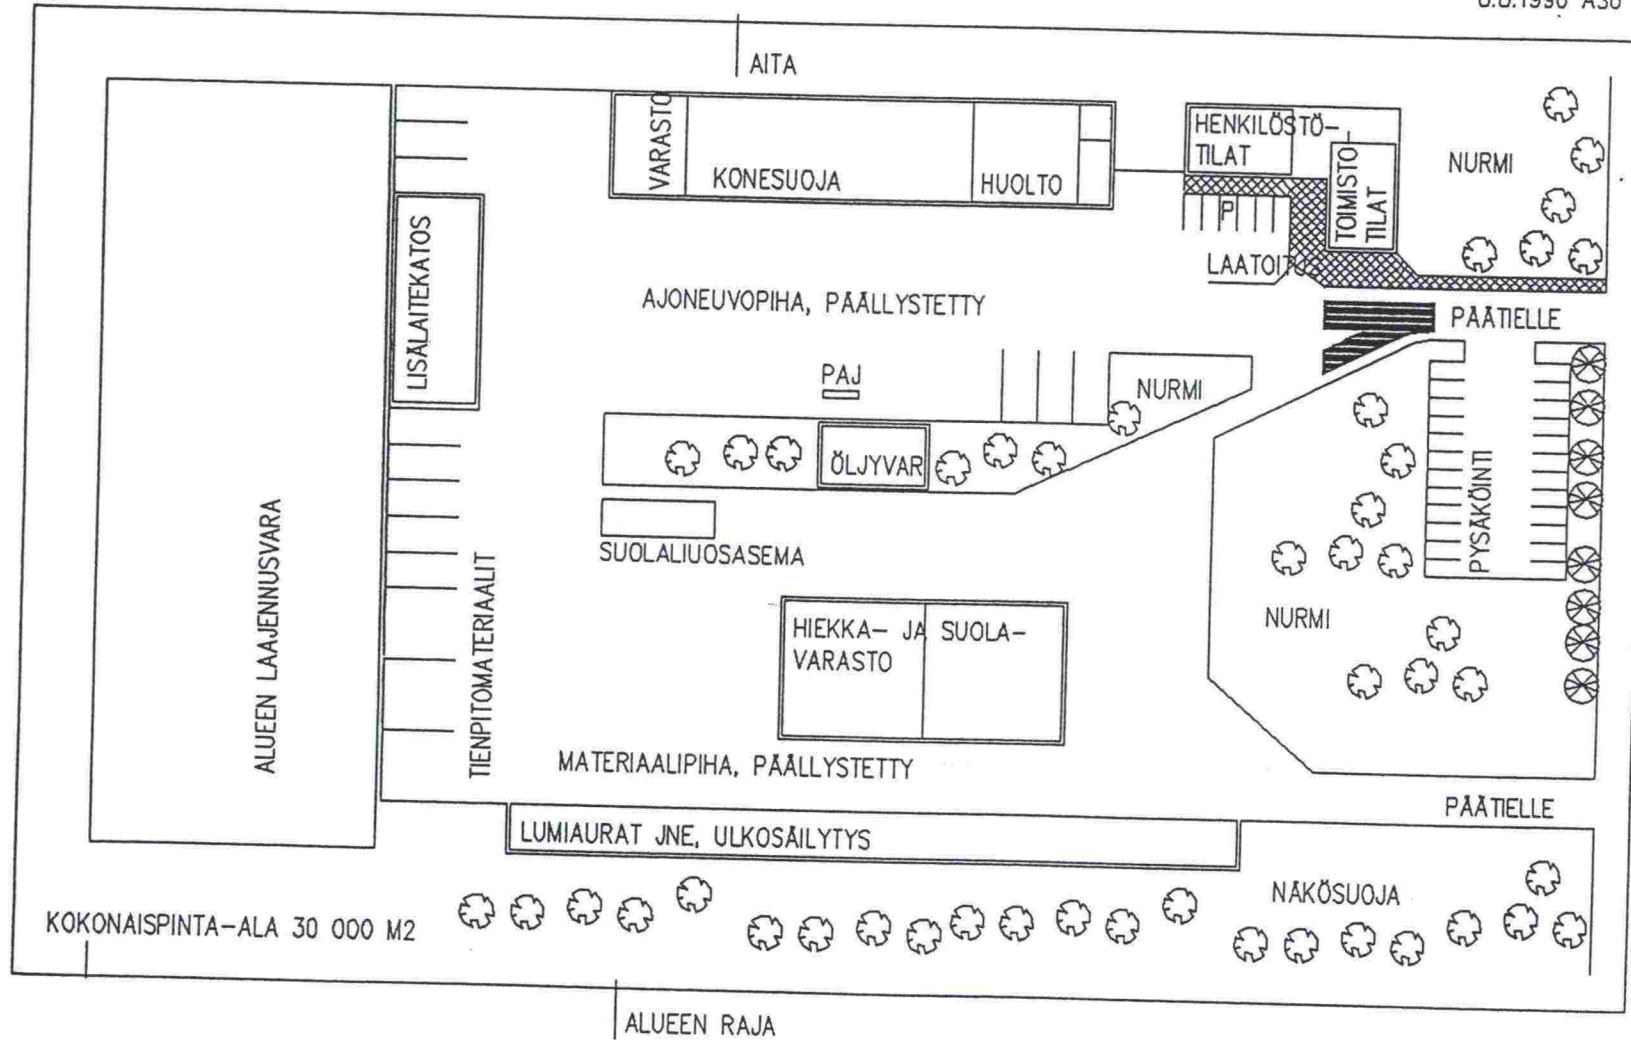 AITA
VARASTO
KONESUOJA
HUOLTO
HENKILÖSTÖ-
TILAT
TOIMISTO
TILAT
NURMI
P
LAATOITUS
LISÄLAITEKATOS
AJONEUVOPIHA, PÄÄLLYSTETTY
PÄÄTIELLE
PAJ
NURMI
ÖLJYVAR
PYSÄKÖINTI
SUOLALIUOSASEMA
ALUEEN LAAJENNUSVARA
TIENPITOMATERIAALIT
HIEKKA- JA SUOLA-
VARASTO
NURMI
MATERIAALIPIHA, PÄÄLLYSTETTY
PÄÄTIELLE
LUMIAURAT JNE, ULKOSÄILYTYS
NÄKÖSUOJA
KOKONAISPINTA-ALA 30 000 M2
ALUEEN RAJA